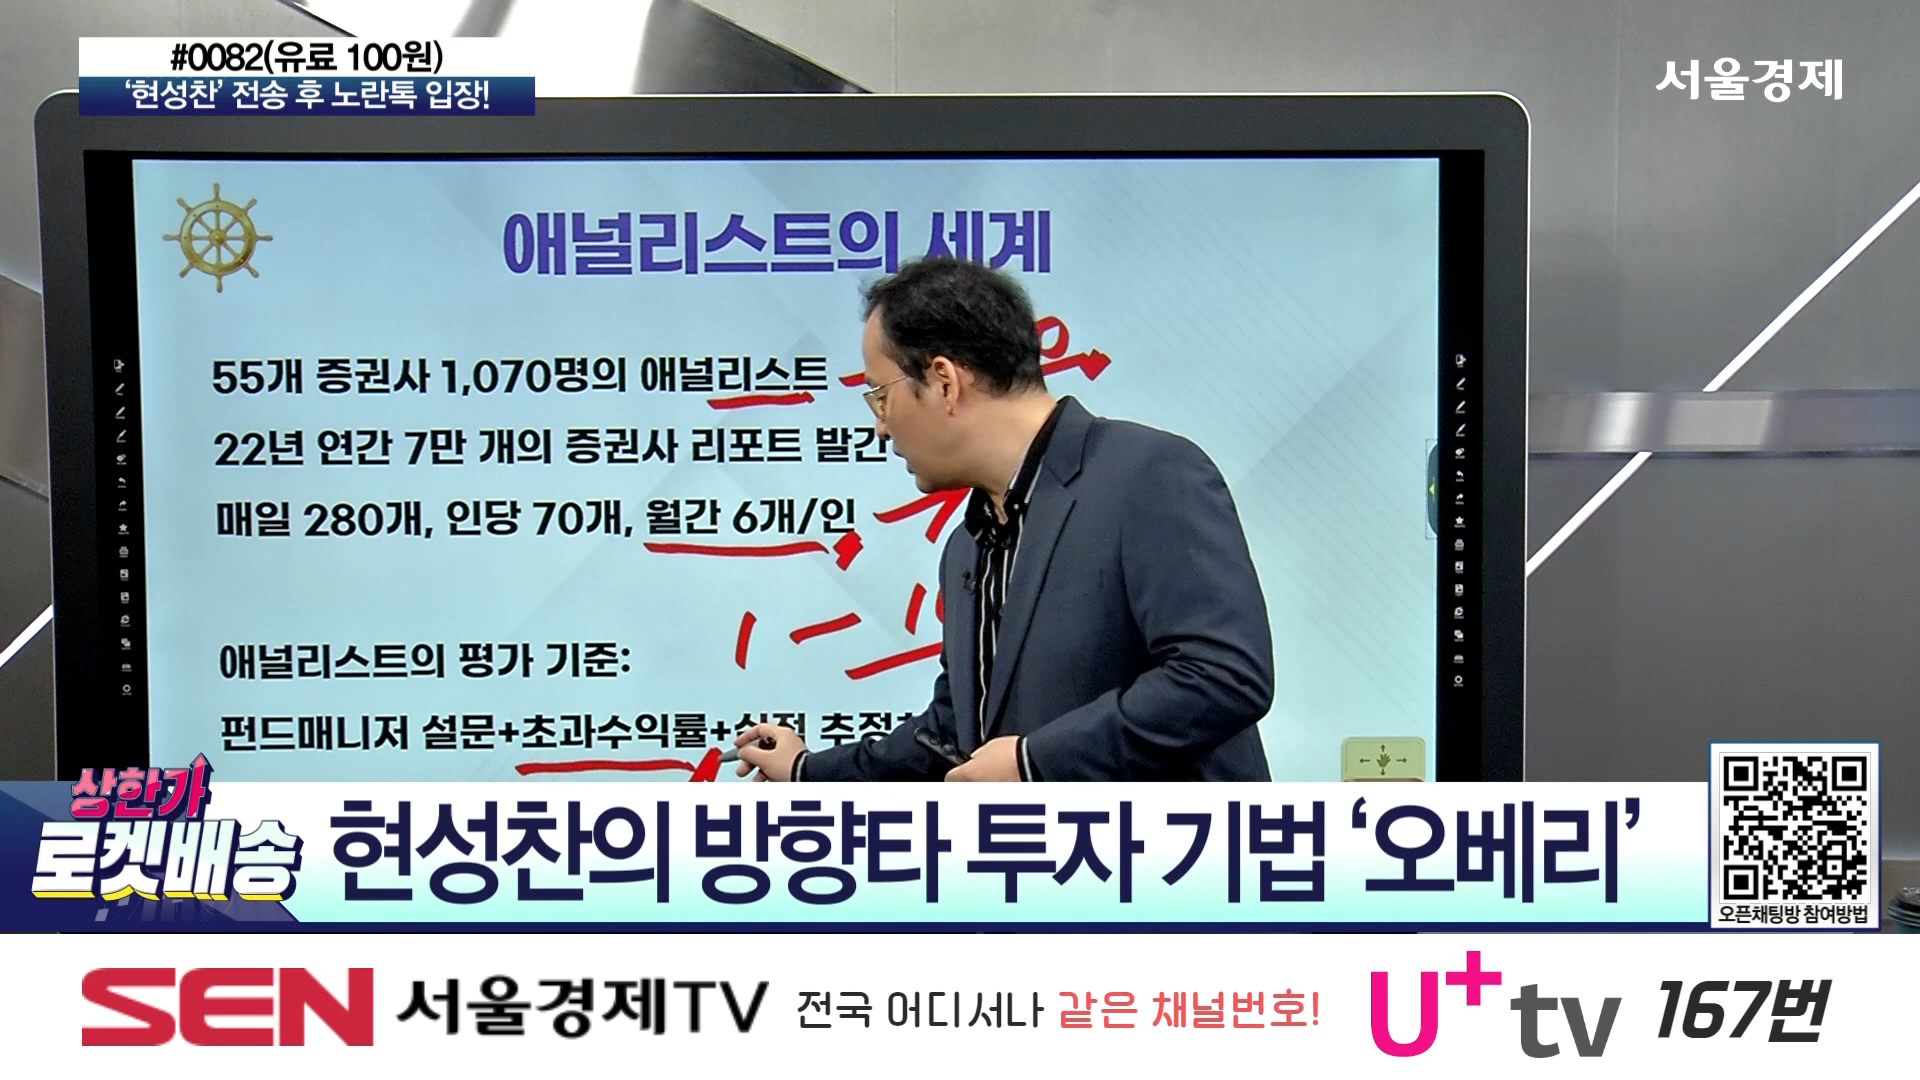 #0082(유료 100원)
‘현성찬’ 전송 후 노란톡 입장!
서울경제
애널리스트의 세계
55개 증권사 1,070명의 애널리스트
22년 연간 7만 개의 증권사 리포트 발간
매일 280개, 인당 70개, 월간 6개/인
애널리스트의 평가 기준:
펀드매니저 설문+초과수익률+실적 추정
상한가
로켓배송
현성찬의 방향타 투자 기법 ‘오베리’
오픈채팅방 참여방법
SEN 서울경제TV 전국 어디서나 같은 채널번호! U+tv 167번